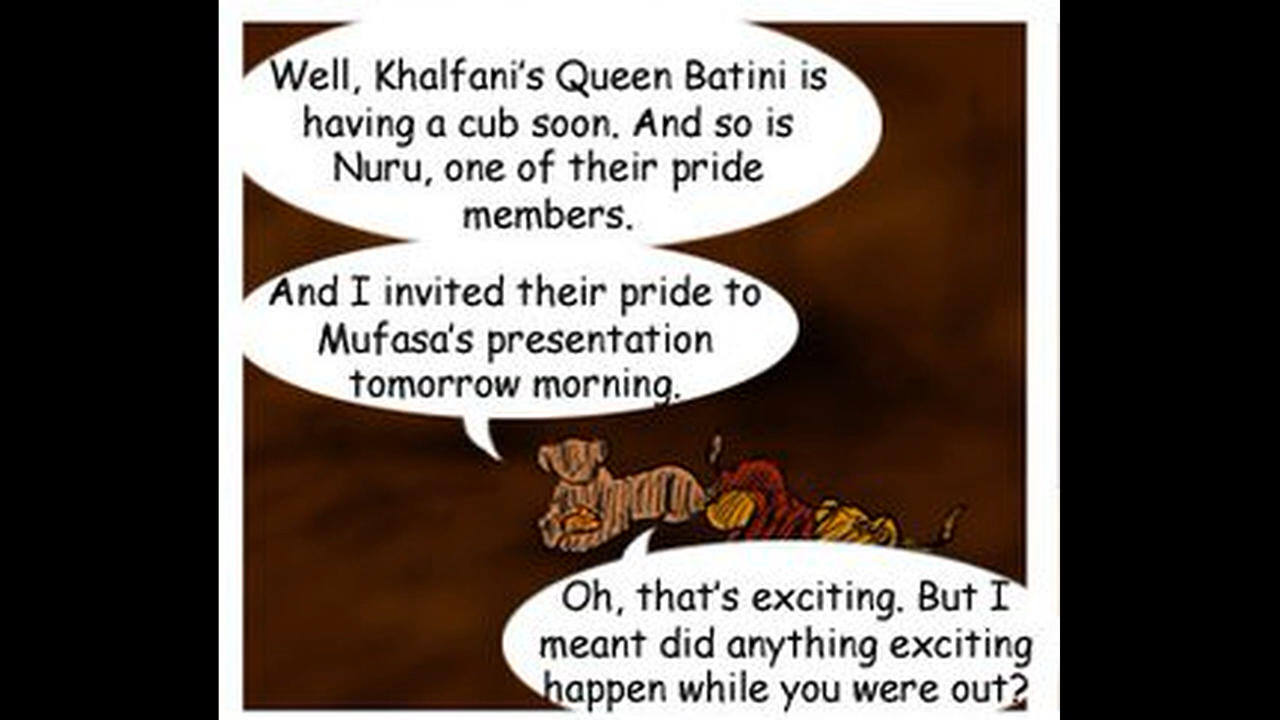 Well, Khalfani's Queen Batini is
having a cub soon. And so is
Nuru, one of their pride
members.
And I invited their pride to
Mufasa's presentation
tomorrow morning.
Oh, that's exciting. But I
meant did anything exciting
happen while you were out?